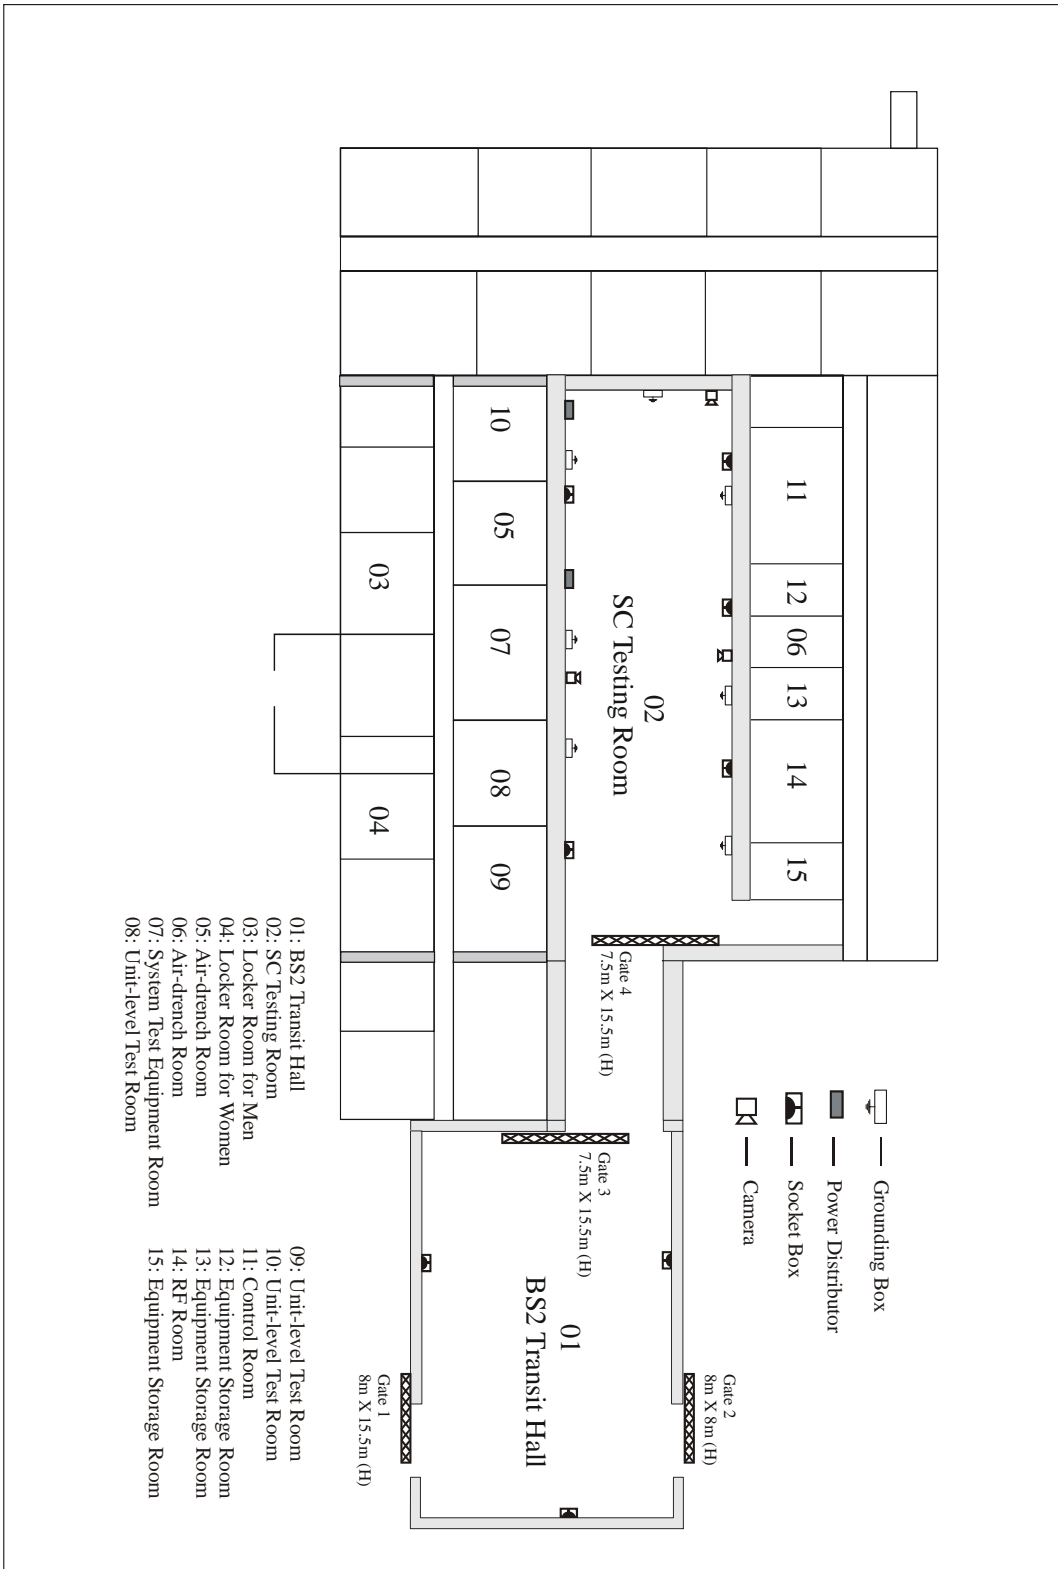 11
12
06
13
14
15
10
05
07
08
09
03
04
02
SC Testing Room
Gate 4
7.5m X 15.5m (H)
Gate 3
7.5m X 15.5m (H)
01
BS2 Transit Hall
Gate 2
8m X 8m (H)
Gate 1
8m X 15.5m (H)
Grounding Box
Power Distributor
Socket Box
Camera
01: BS2 Transit Hall
02: SC Testing Room
03: Locker Room for Men
04: Locker Room for Women
05: Air-drench Room
06: Air-drench Room
07: System Test Equipment Room
08: Unit-level Test Room
09: Unit-level Test Room
10: Unit-level Test Room
11: Control Room
12: Equipment Storage Room
13: Equipment Storage Room
14: RF Room
15: Equipment Storage Room